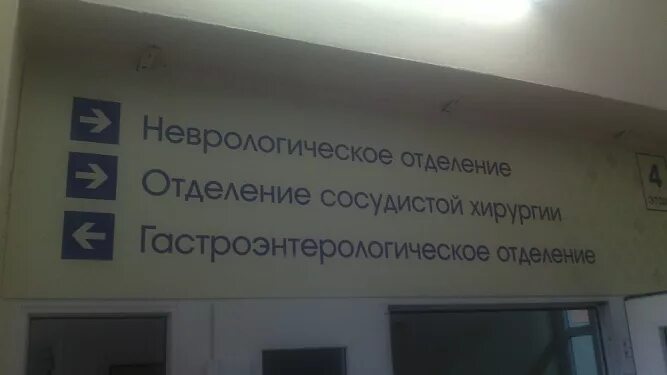 Неврологическое отделение
Отделение сосудистой хирургии
Гастроэнтерологическое отделение
4